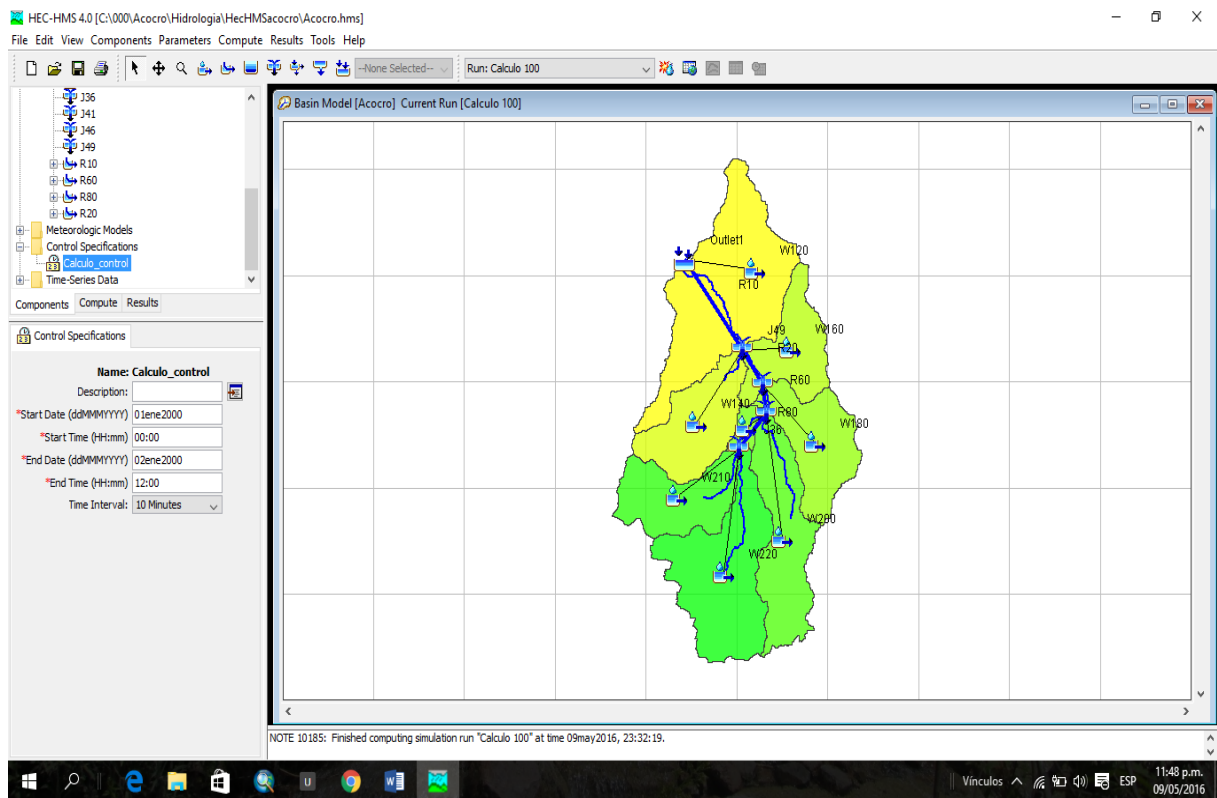 HEC-HMS 4.0 [C:\000\Acocro\Hidrologia\HecHMSacocro\Acocro.hms]
File Edit View Components Parameters Compute Results Tools Help
--None Selected--
Run: Calculo 100
J36
J41
J46
J49
R10
R60
R80
R20
Meteorologic Models
Control Specifications
Calculo_control
Time-Series Data
Components Compute Results
Control Specifications
Name: Calculo_control
Description:
*Start Date (ddMMMYYYY) 01ene2000
*Start Time (HH:mm) 00:00
*End Date (ddMMMYYYY) 02ene2000
*End Time (HH:mm) 12:00
Time Interval: 10 Minutes
Basin Model [Acocro] Current Run [Calculo 100]
Outlet1
W120
R10
J49
W160
R20
R60
W140
R80
J36
W180
W210
W200
W220
NOTE 10185: Finished computing simulation run "Calculo 100" at time 09may2016, 23:32:19.
Vínculos
ESP
11:48 p.m.
09/05/2016